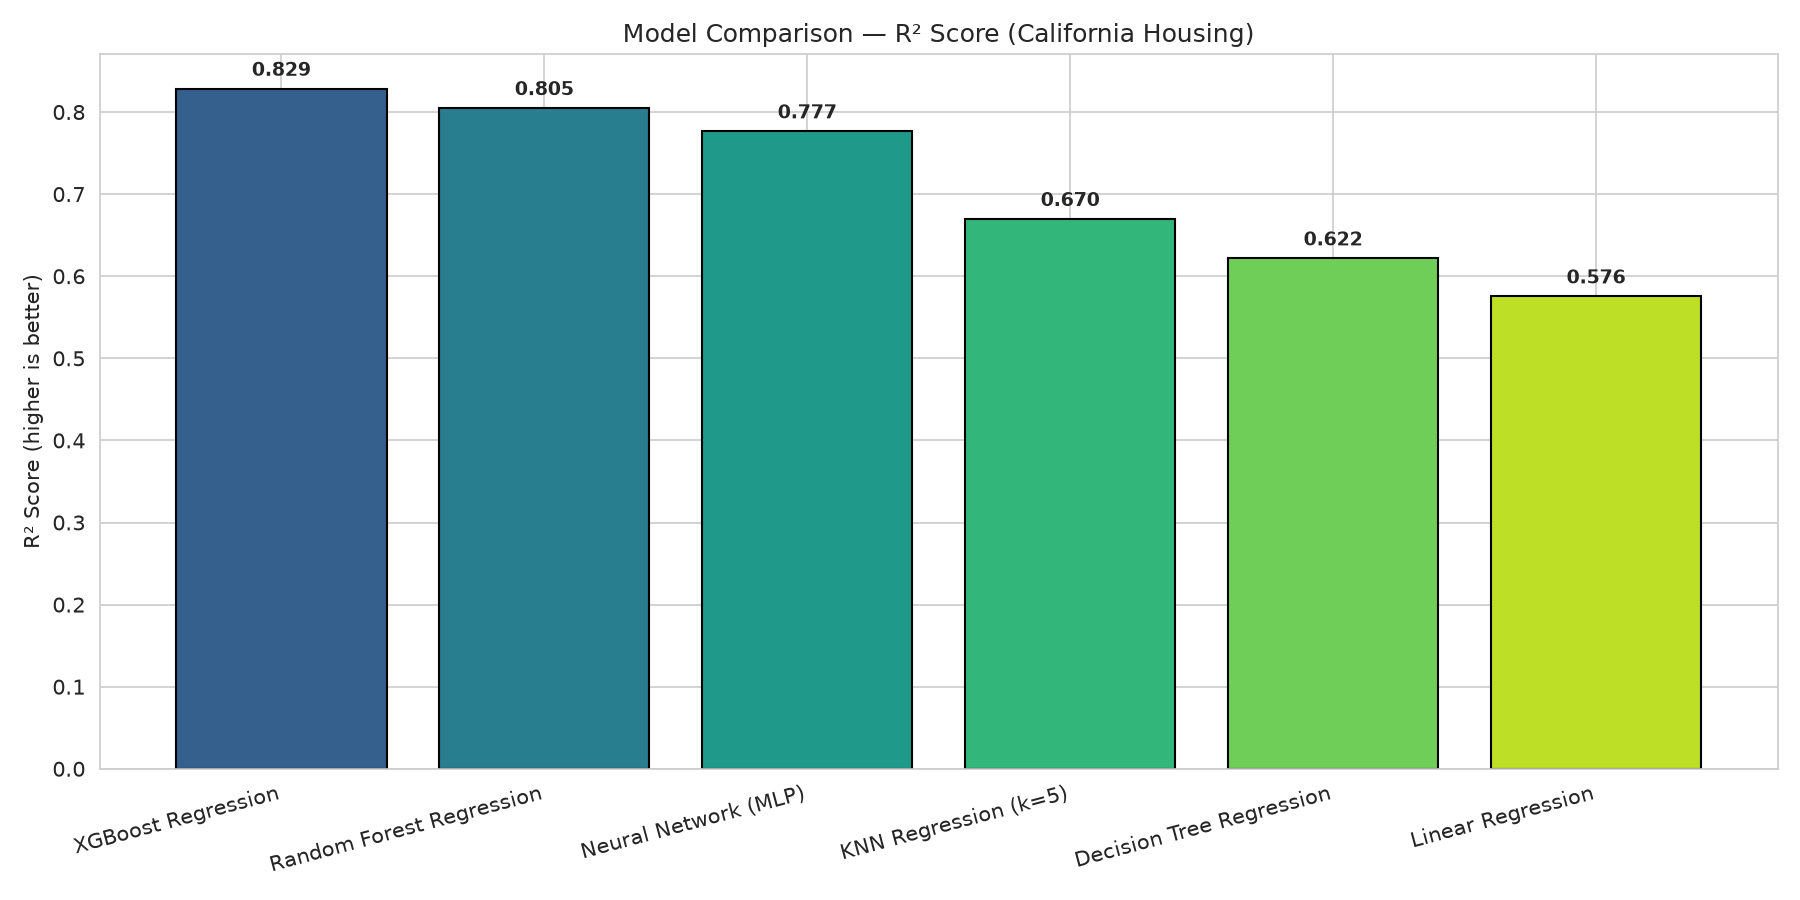 Model Comparison — R² Score (California Housing)
R² Score (higher is better)
0.8
0.7
0.6
0.5
0.4
0.3
0.2
0.1
0.0
0.829
0.805
0.777
0.670
0.622
0.576
XGBoost Regression
Random Forest Regression
Neural Network (MLP)
KNN Regression (k=5)
Decision Tree Regression
Linear Regression